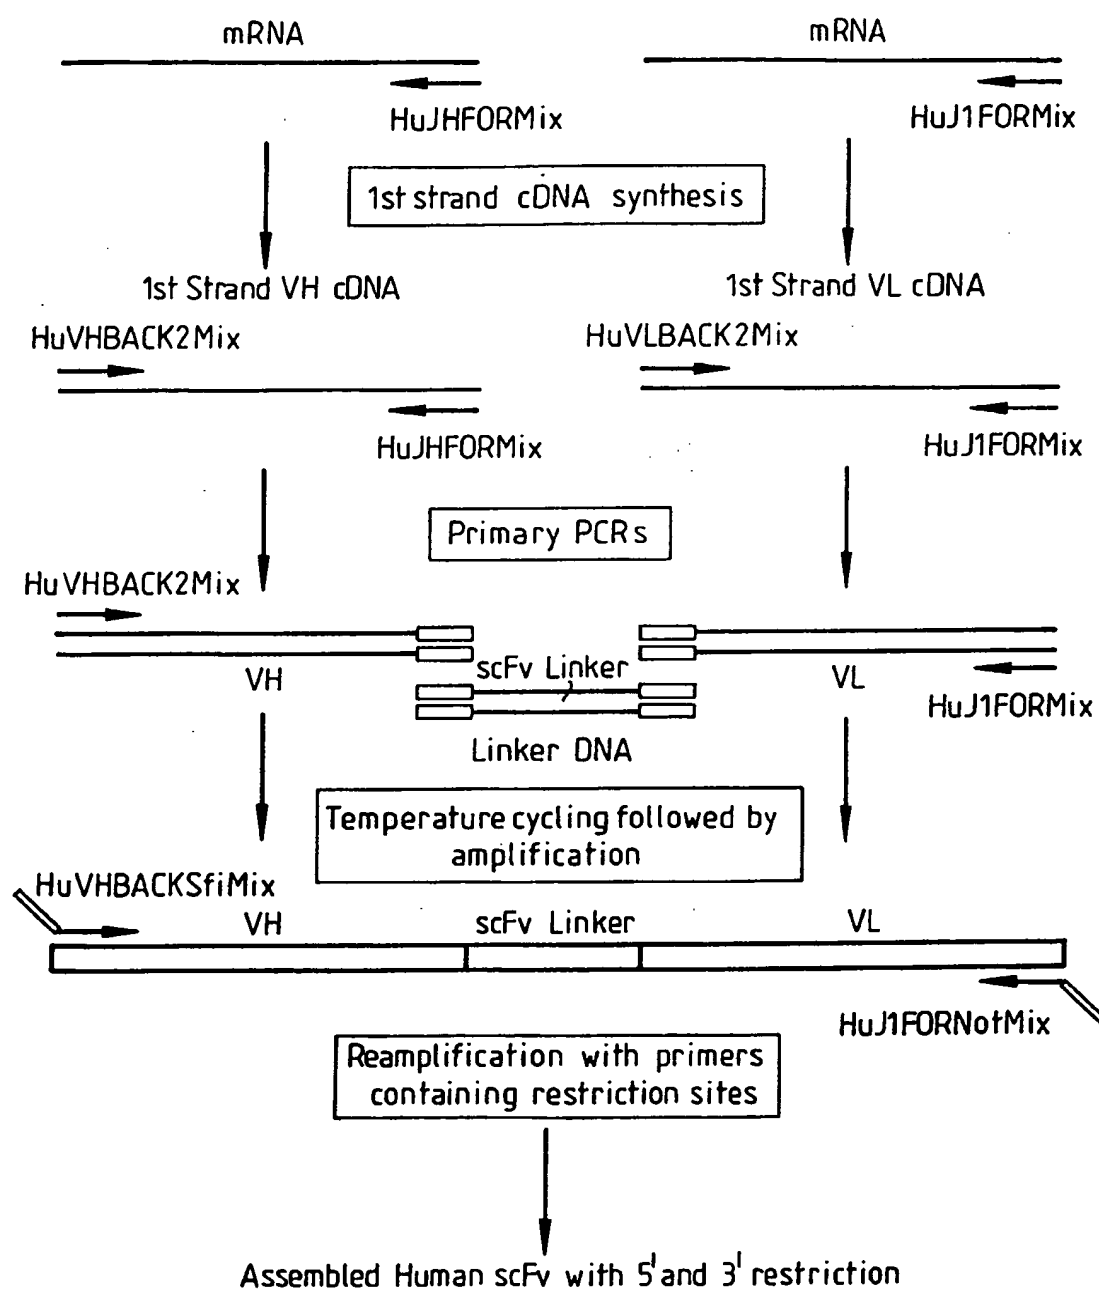 mRNA
mRNA
HuJHFORMix
HuJ1FORMix
1st strand cDNA synthesis
1st Strand VH cDNA
1st Strand VL cDNA
HuVHBACK2Mix
HuVLBACK2Mix
HuJHFORMix
HuJ1FORMix
Primary PCRs
HuVHBACK2Mix
VH
scFv Linker
VL
HuJ1FORMix
Linker DNA
Temperature cycling followed by
amplification
HuVHBACKSfiMix
VH
scFv Linker
VL
HuJ1FORNotMix
Reamplification with primers
containing restriction sites
Assembled Human scFv with 5' and 3' restriction